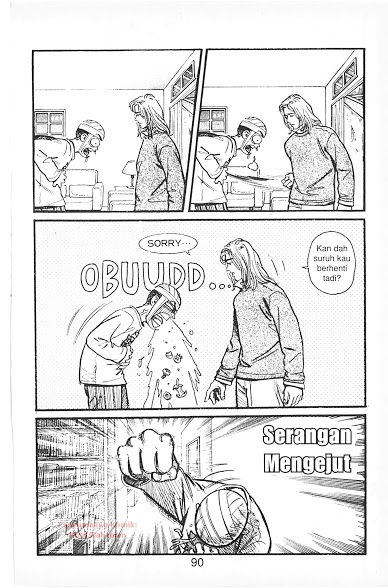 SORRY...
OBUUDD...
Kan dah
suruh kau
berhenti
tadi?
Serangan
Mengejut
90